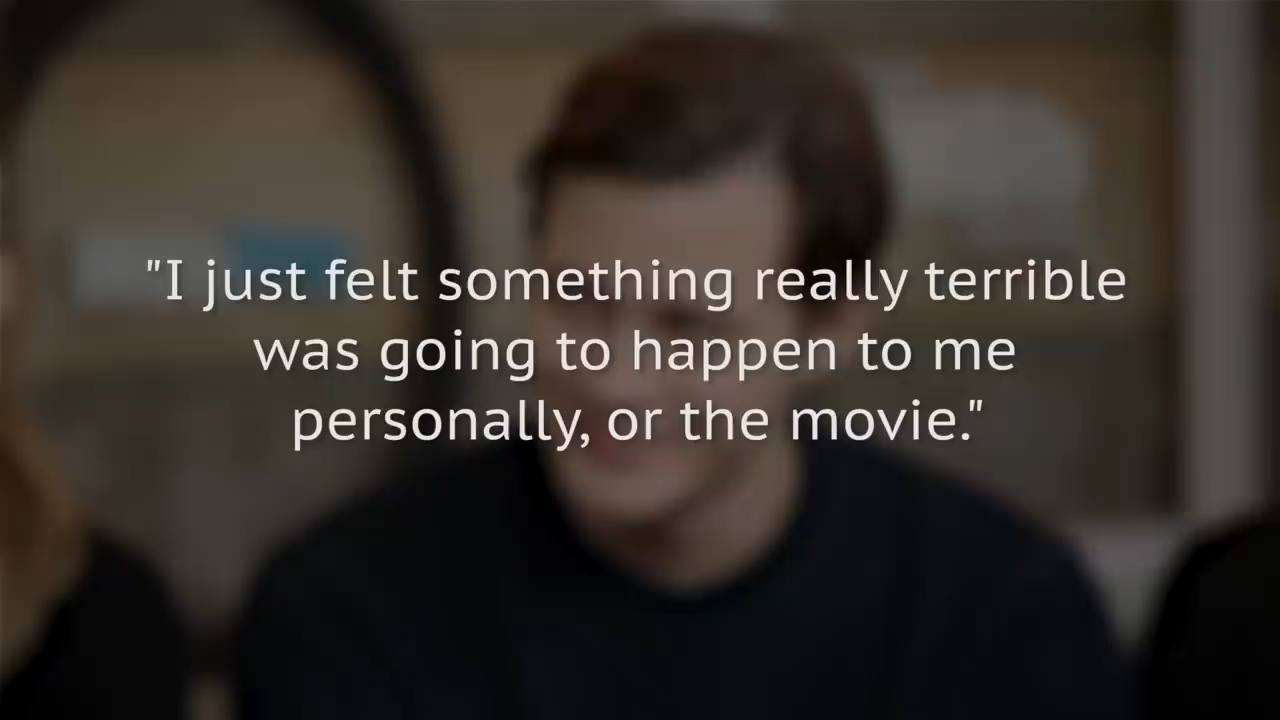 "I just felt something really terrible
was going to happen to me
personally, or the movie."